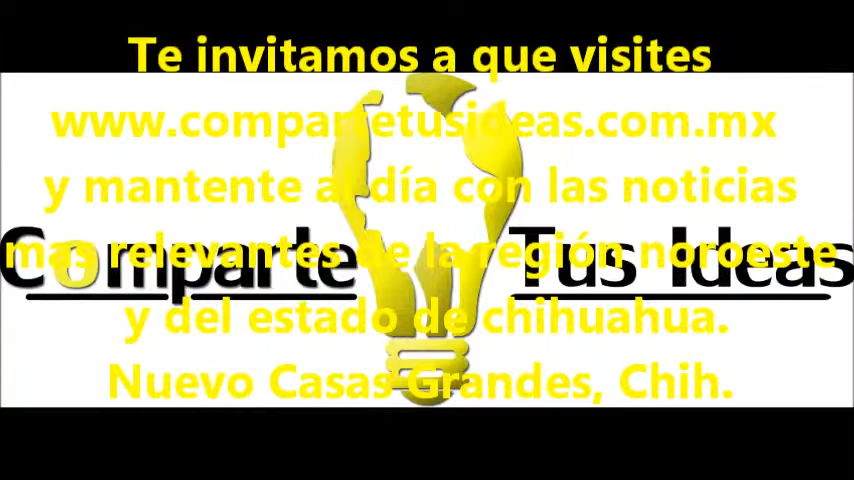 Te invitamos a que visites
www.compartetusideas.com.mx
y mantente al día con las noticias
mas relevantes de la región noroeste
Comparte Tus Ideas
y del estado de chihuahua.
Nuevo Casas Grandes, Chih.